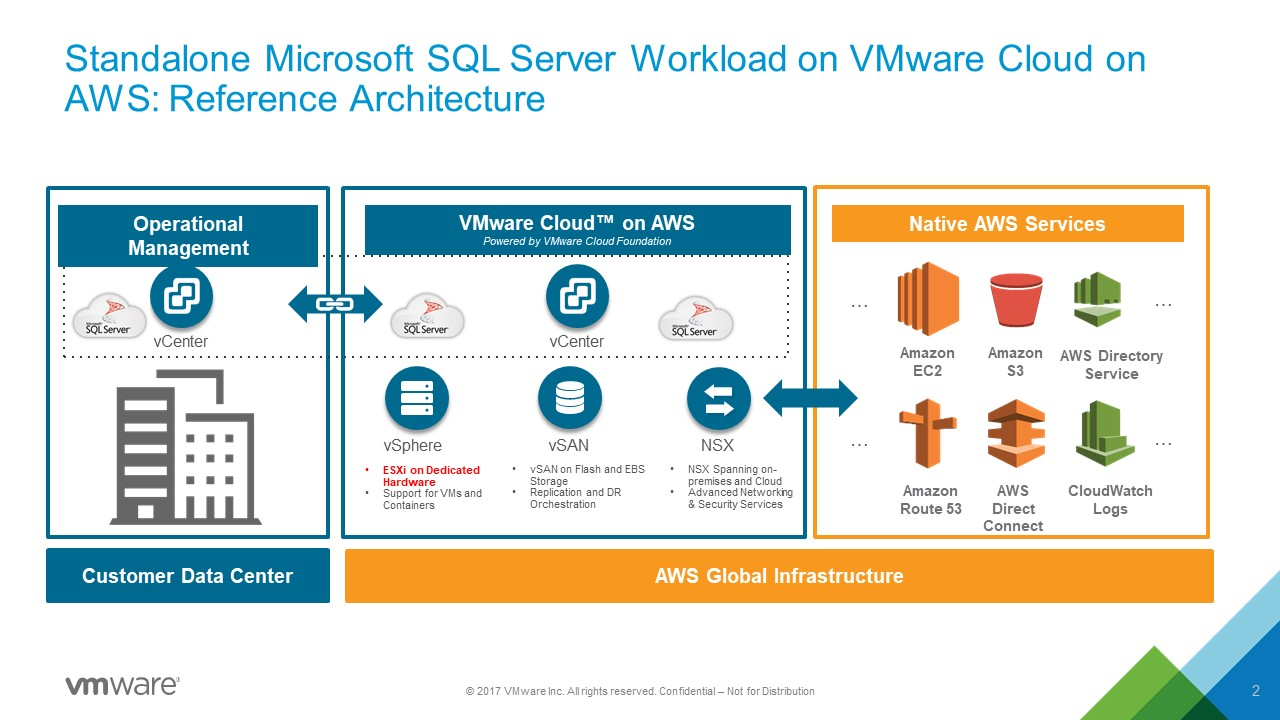 Standalone Microsoft SQL Server Workload on VMware Cloud on
AWS: Reference Architecture
Operational
Management
Microsoft
SQL Server
vCenter
VMware Cloud™ on AWS
Powered by VMware Cloud Foundation
Microsoft
SQL Server
vCenter
Microsoft
SQL Server
vSphere
• ESXi on Dedicated
Hardware
• Support for VMs and
Containers
vSAN
• vSAN on Flash and EBS
Storage
• Replication and DR
Orchestration
NSX
• NSX Spanning on-
premises and Cloud
• Advanced Networking
& Security Services
Native AWS Services
...
Amazon
EC2
Amazon
S3
AWS Directory
Service
...
...
Amazon
Route 53
AWS
Direct
Connect
CloudWatch
Logs
...
Customer Data Center
AWS Global Infrastructure
vmware
© 2017 VMware Inc. All rights reserved. Confidential – Not for Distribution
2